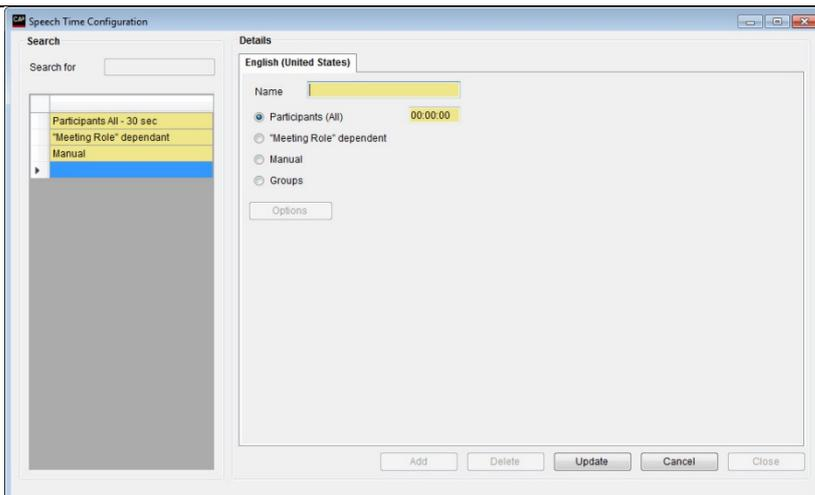 CAP Speech Time Configuration
Search
Search for
Participants All - 30 sec
"Meeting Role" dependant
Manual
Details
English (United States)
Name
Participants (All) 00:00:00
"Meeting Role" dependent
Manual
Groups
Options
Add Delete Update Cancel Close